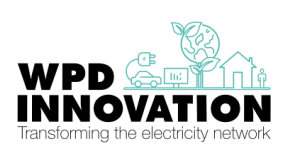 WPD
INNOVATION
Transforming the electricity network